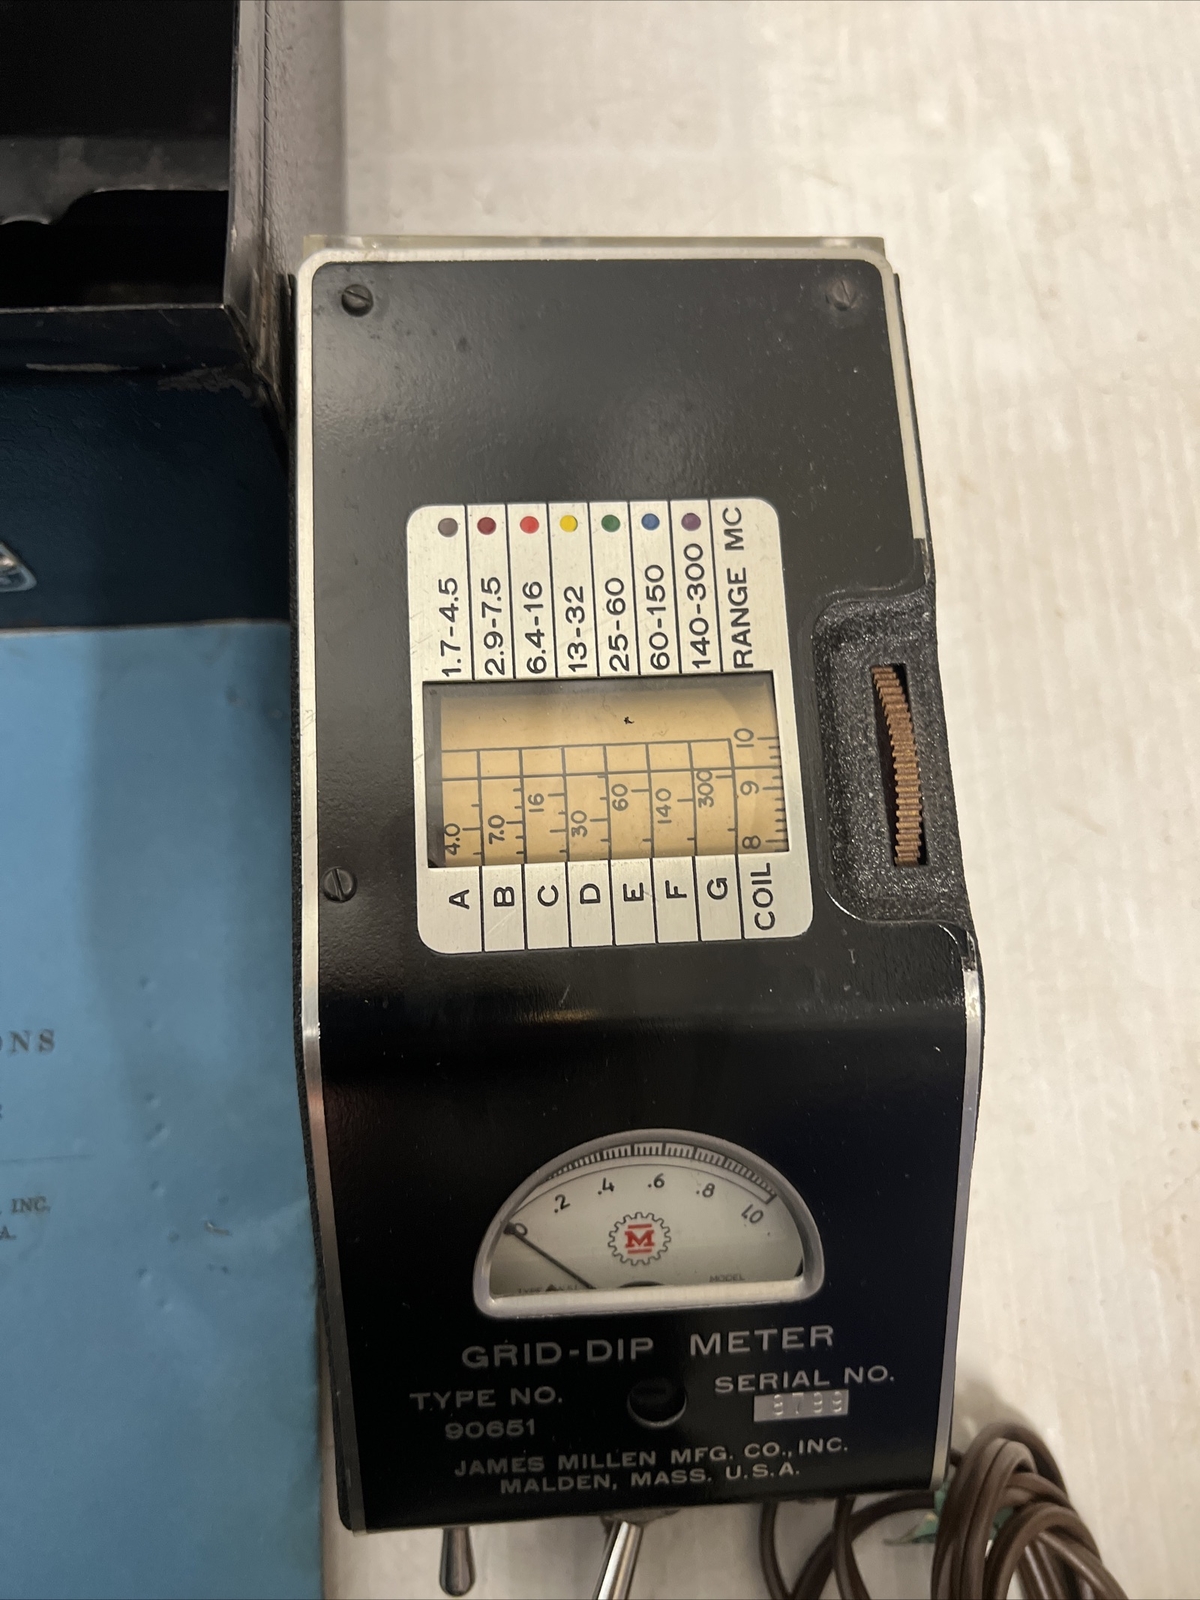 A 4.0 1.7-4.5
B 7.0 2.9-7.5
C 16 6.4-16
D 30 13-32
E 60 25-60
F 140 60-150
G 300 140-300
COIL 8 9 10 RANGE MC
0 .2 .4 .6 .8 1.0
M
MODEL
GRID-DIP METER
TYPE NO.
90651
SERIAL NO.
JAMES MILLEN MFG. CO., INC.
MALDEN, MASS. U.S.A.
ONS
INC.
A.